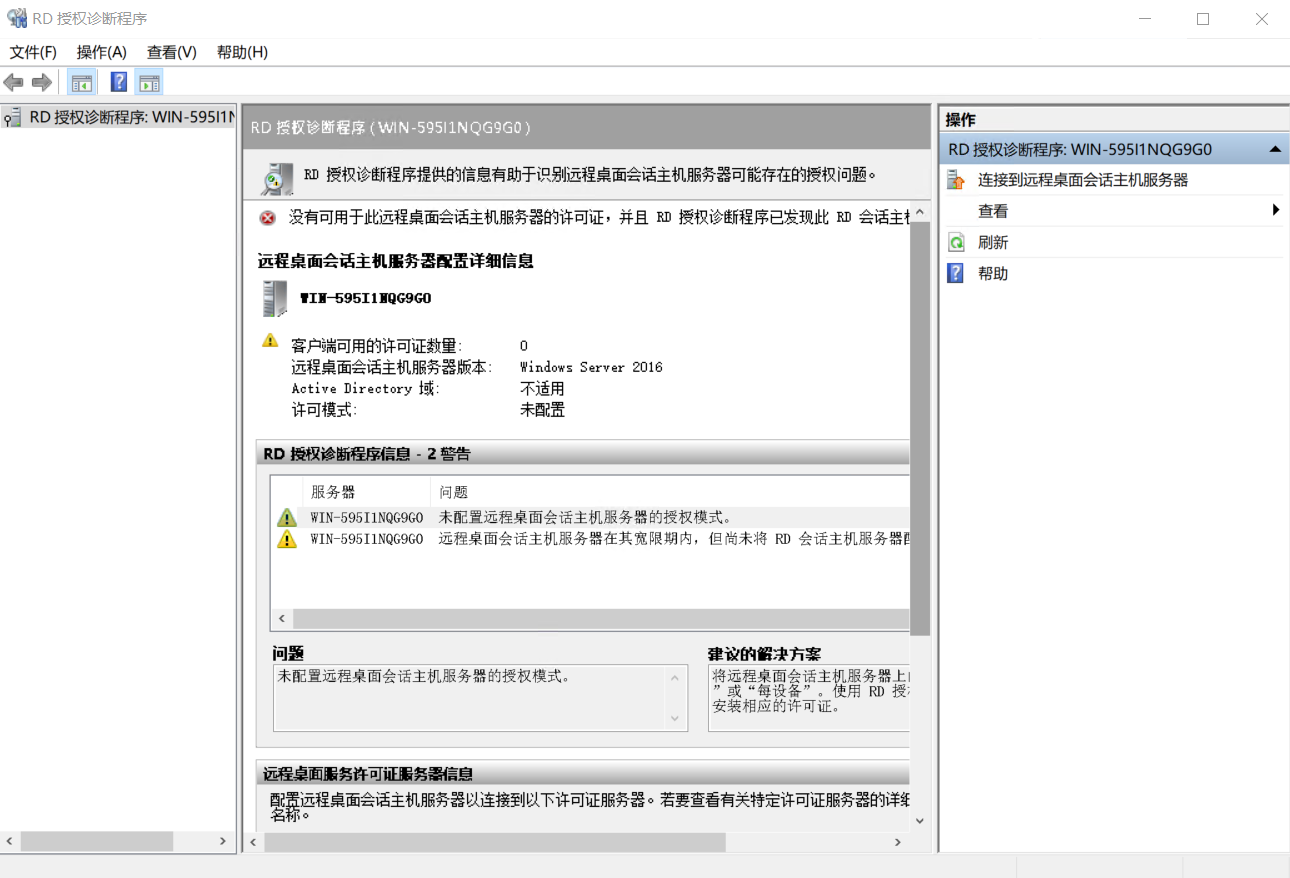 RD 授权诊断程序
文件(F) 操作(A) 查看(V) 帮助(H)
RD 授权诊断程序: WIN-595I1N
RD 授权诊断程序 (WIN-595I1NQG9G0)
RD 授权诊断程序提供的信息有助于识别远程桌面会话主机服务器可能存在的授权问题。
没有可用于此远程桌面会话主机服务器的许可证，并且 RD 授权诊断程序已发现此 RD 会话主
远程桌面会话主机服务器配置详细信息
WIN-595I1NQG9G0
客户端可用的许可证数量: 0
远程桌面会话主机服务器版本: Windows Server 2016
Active Directory 域: 不适用
许可模式: 未配置
RD 授权诊断程序信息 - 2 警告
服务器 问题
WIN-595I1NQG9G0 未配置远程桌面会话主机服务器的授权模式。
WIN-595I1NQG9G0 远程桌面会话主机服务器在其宽限期内，但尚未将 RD 会话主机服务器
问题
未配置远程桌面会话主机服务器的授权模式。
建议的解决方案
将远程桌面会话主机服务器上
”或“每设备”。使用 RD 授
安装相应的许可证。
远程桌面服务许可证服务器信息
配置远程桌面会话主机服务器以连接到以下许可证服务器。若要查看有关特定许可证服务器的详
名称。
操作
RD 授权诊断程序: WIN-595I1NQG9G0
连接到远程桌面会话主机服务器
查看
刷新
帮助